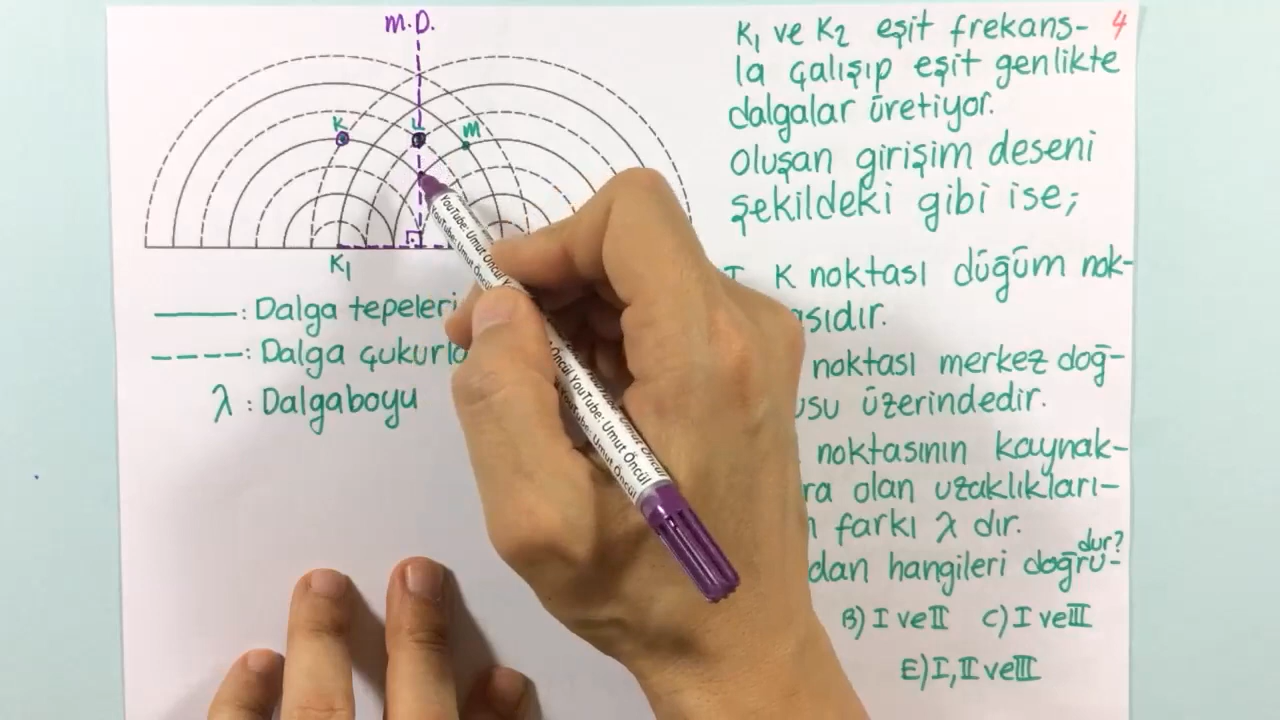 M.D.
K L M
K₁
——— : Dalga tepeleri
----- : Dalga çukurla
λ : Dalgaboyu
4
K₁ ve K₂ eşit frekans-
la çalışıp eşit genlikte
dalgalar üretiyor.
Oluşan girişim deseni
şekildeki gibi ise;
I K noktası düğüm nok-
asıdır.
noktası merkez doğ-
usu üzerindedir.
noktasının kaynak-
ra olan uzaklıkları-
n farkı λ dır.
dan hangileri doğru-
dur?
B) I ve II C) I ve III
E) I, II ve III
YouTube: Umut Öncül